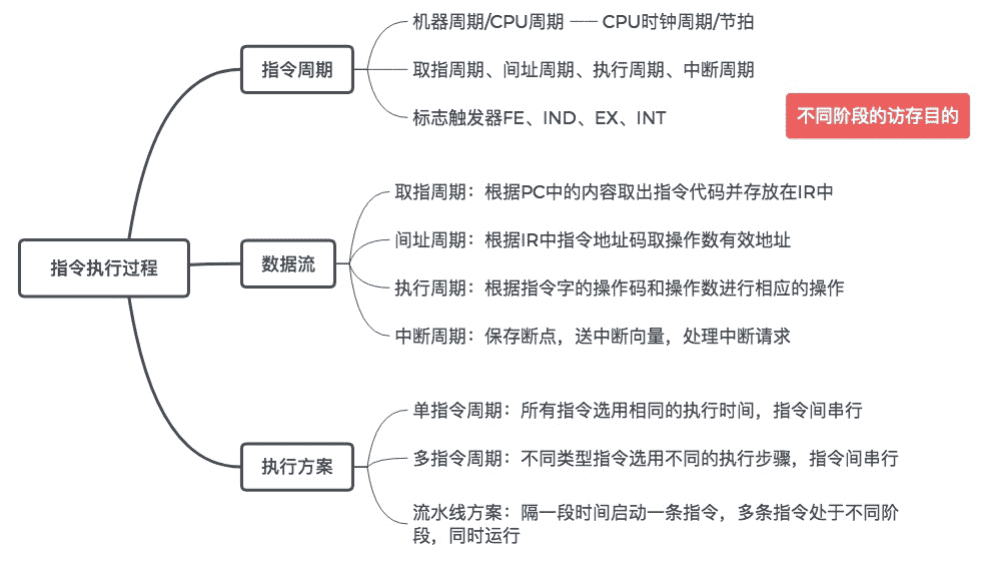 指令执行过程
指令周期
机器周期/CPU周期 —— CPU时钟周期/节拍
取指周期、间址周期、执行周期、中断周期
标志触发器FE、IND、EX、INT
不同阶段的访存目的
数据流
取指周期：根据PC中的内容取出指令代码并存放在IR中
间址周期：根据IR中指令地址码取操作数有效地址
执行周期：根据指令字的操作码和操作数进行相应的操作
中断周期：保存断点，送中断向量，处理中断请求
执行方案
单指令周期：所有指令选用相同的执行时间，指令间串行
多指令周期：不同类型指令选用不同的执行步骤，指令间串行
流水线方案：隔一段时间启动一条指令，多条指令处于不同阶
段，同时运行